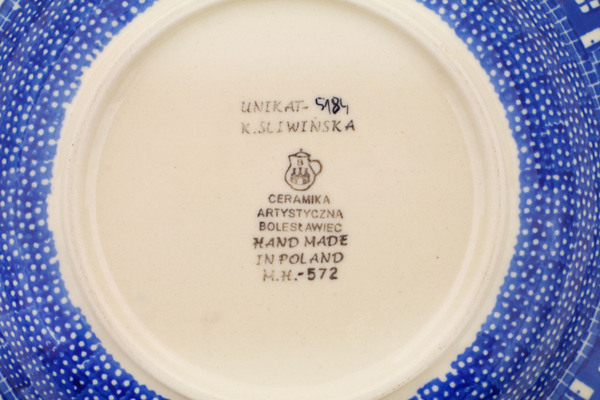 UNIKAT- 5184
K. ŚLIWIŃSKA
B
CERAMIKA
ARTYSTYCZNA
BOLESŁAWIEC
HAND MADE
IN POLAND
M.H.-572